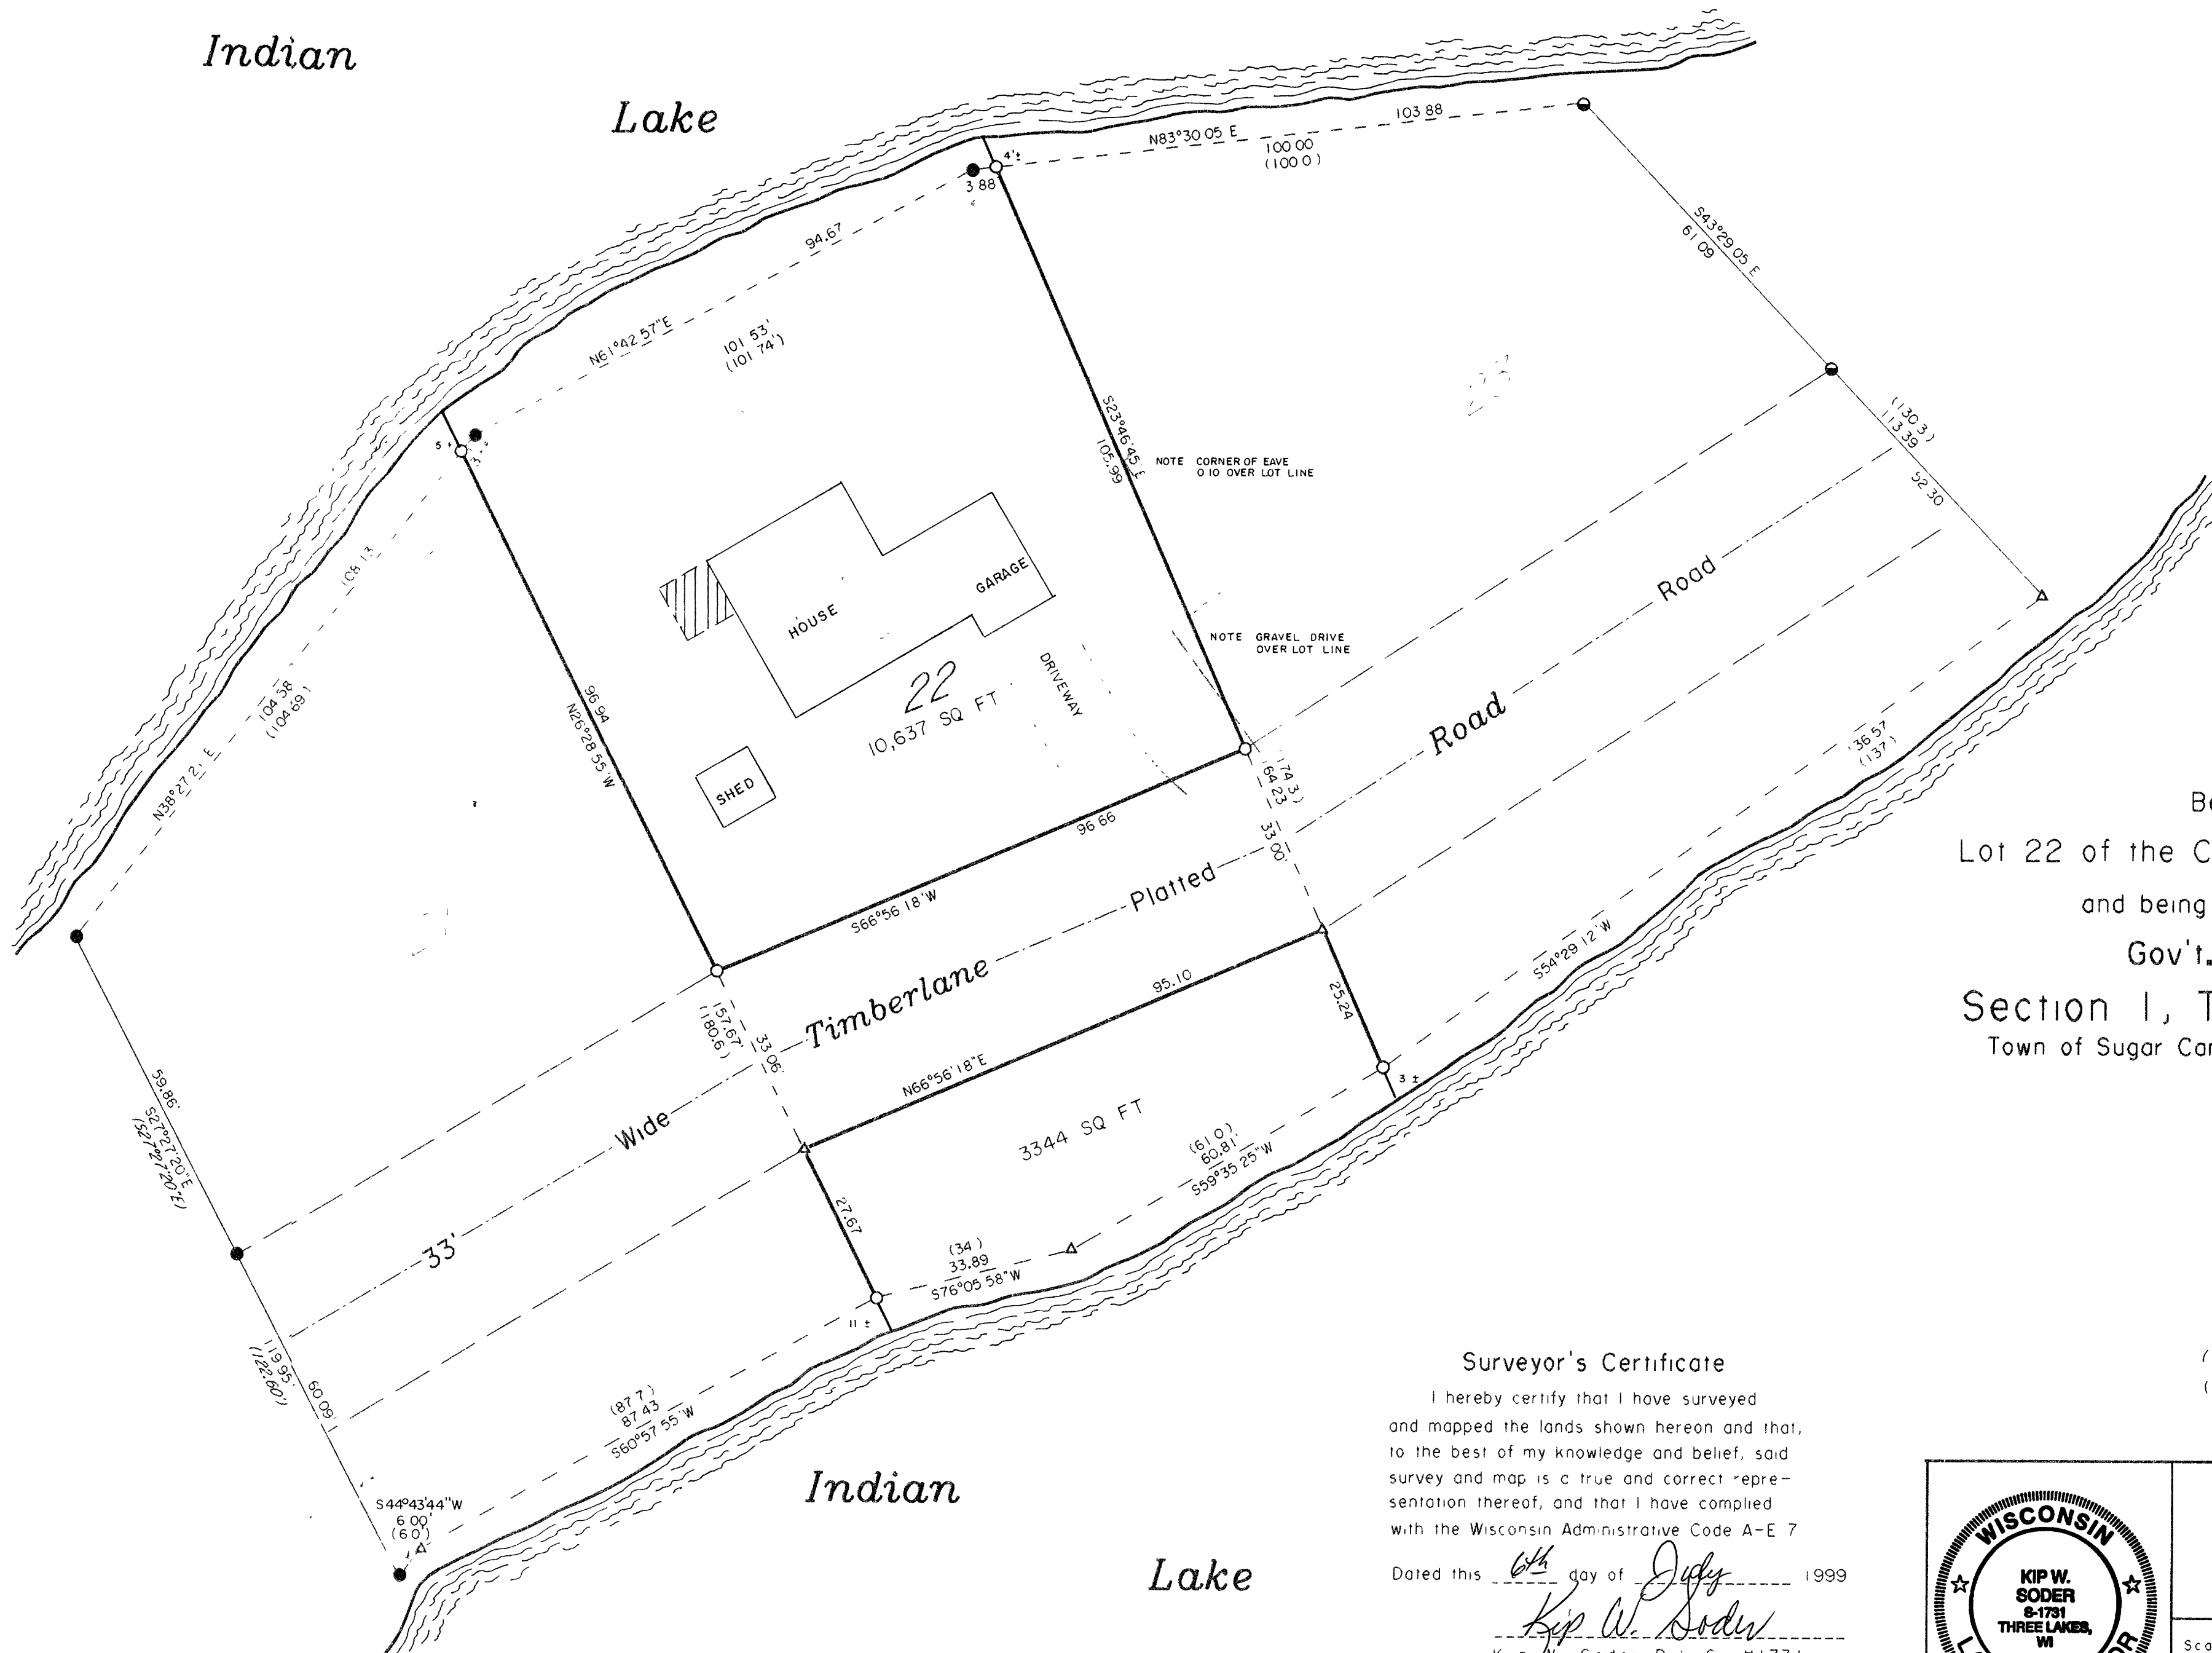 Indian
Lake
103 88
N83°30 05 E
100 00
(100 0)
4'±
3 88
94.67
N61°42 57"E
101 53'
(101 74')
S43°29 05 E
61 09
(130 3)
113 39
52 30
5 ±
108 13
104 58
(104 69)
N38°27 21 E
S23°46'45"E
105.99
NOTE CORNER OF EAVE
0 10 OVER LOT LINE
HOUSE
GARAGE
NOTE GRAVEL DRIVE
OVER LOT LINE
DRIVEWAY
22
10,637 SQ FT
SHED
96 94
N26°28 55"W
96 66
S66°56 18"W
33 00'
Road
Road
Platted
Timberlane
Wide
33'
136 57
(137)
S54°29 12"W
157.67'
(180.6')
33 06'
95.10
N66°56'18"E
25.24
3 ±
3344 SQ FT
(61 0)
60.81'
S59°35 25"W
27.67
(34)
33.89
S76°05 58"W
11 ±
59.86'
S27°27'20"E
(S27°27'20"E)
119 95'
(122.60')
60 09'
(87 7)
87 43
S60°57 55"W
S44°43'44"W
6 00'
(6 0')
Indian
Lake
Lot 22 of the C
and being
Gov't.
Section 1, T
Town of Sugar Ca
Surveyor's Certificate
I hereby certify that I have surveyed
and mapped the lands shown hereon and that,
to the best of my knowledge and belief, said
survey and map is a true and correct repre-
sentation thereof, and that I have complied
with the Wisconsin Administrative Code A-E 7
Dated this 6th day of July 1999
Kip W. Soder
WISCONSIN
KIP W.
SODER
S-1731
THREE LAKES,
WI
Sca